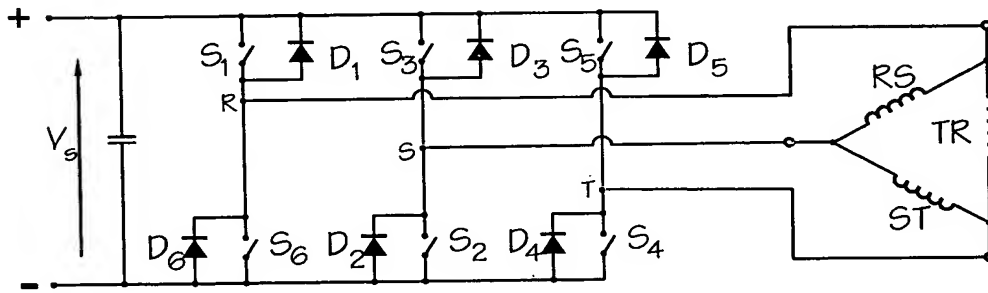 +
S1 D1 S3 D3 S5 D5
R
RS
Vs
TR
S
T
ST
D6 S6 D2 S2 D4 S4
-